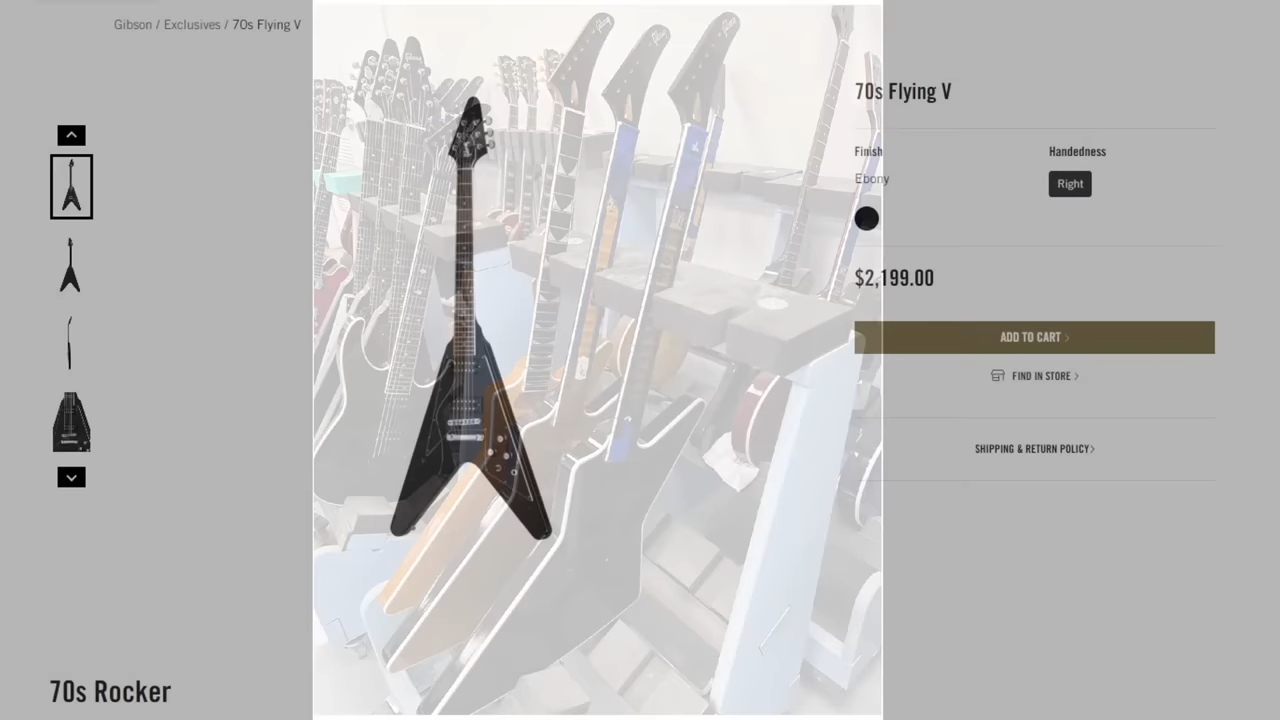 Gibson / Exclusives / 70s Flying V
70s Flying V
Finish
Handedness
Ebony
Right
$2,199.00
ADD TO CART >
FIND IN STORE >
SHIPPING & RETURN POLICY >
70s Rocker